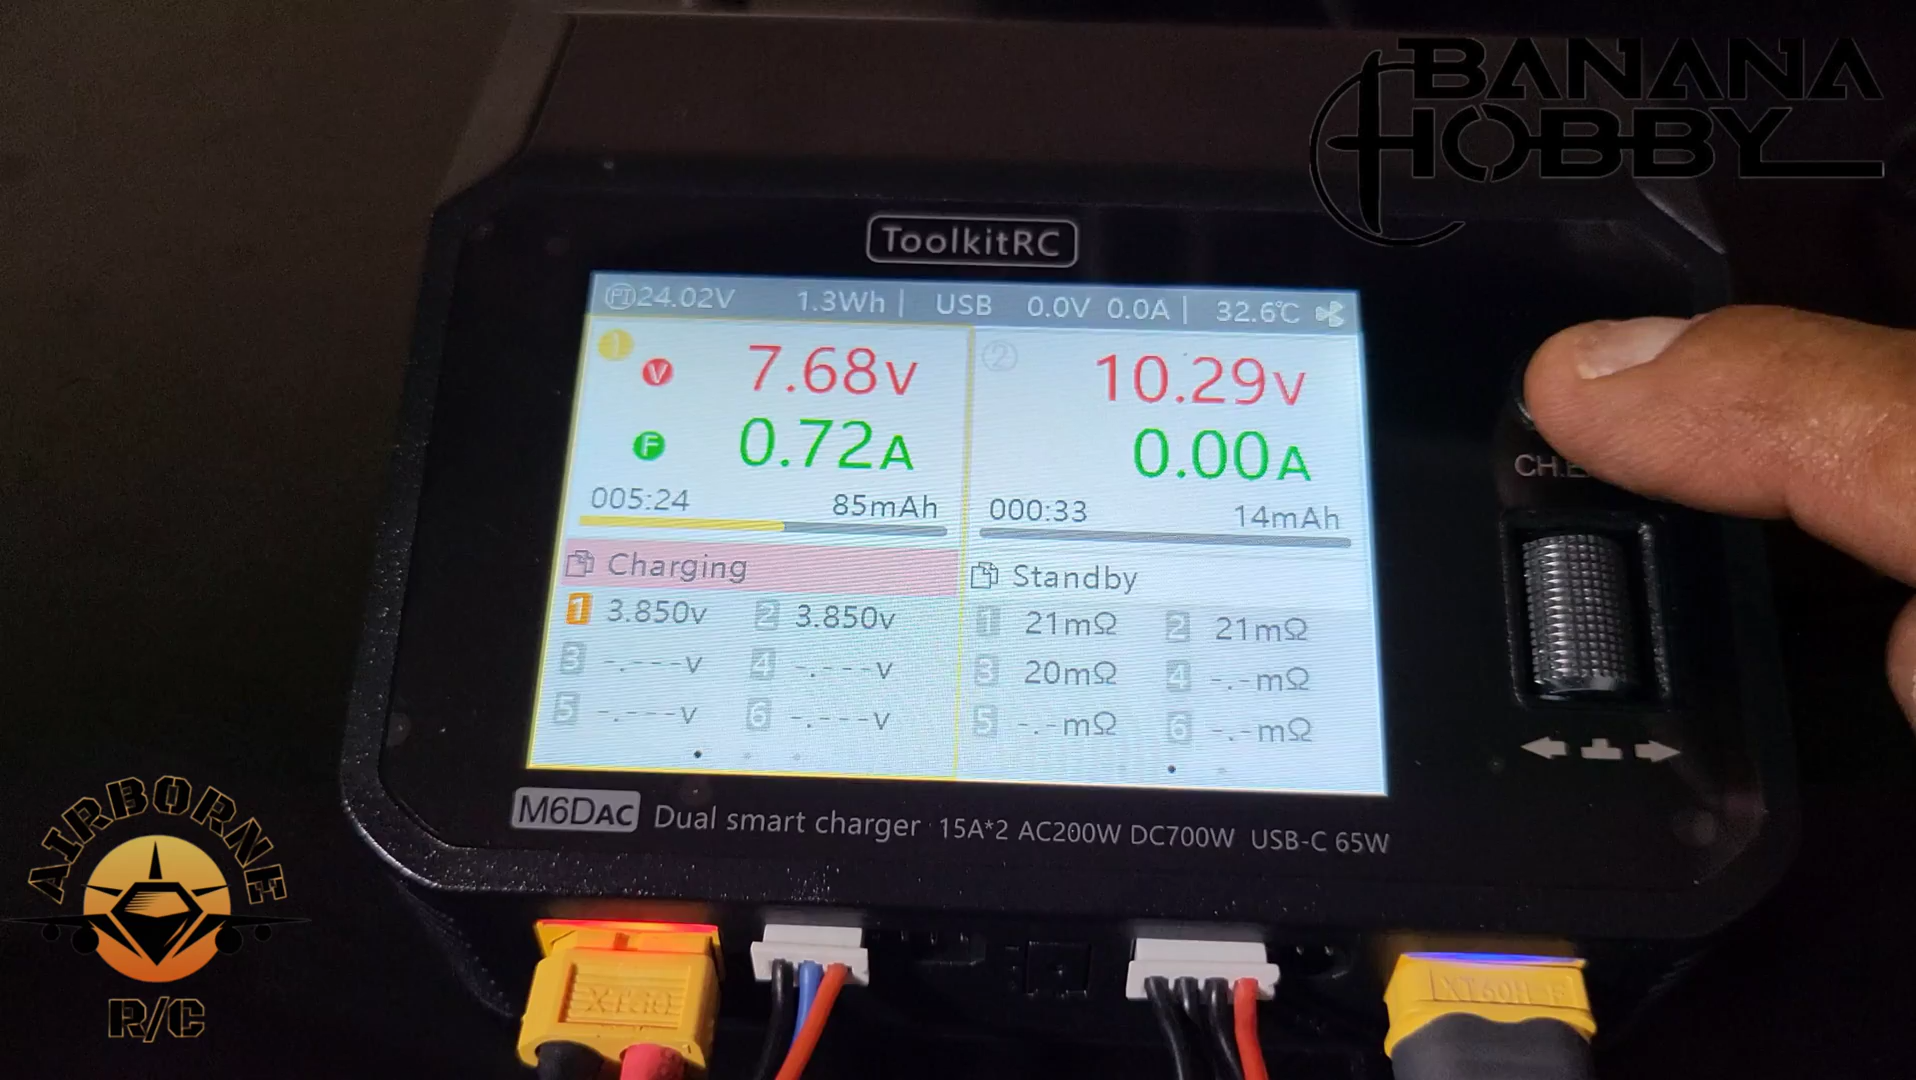 BANANA
HOBBY
ToolkitRC
PI 24.02V 1.3Wh | USB 0.0V 0.0A | 32.6℃
1
V 7.68V
F 0.72A
005:24 85mAh
Charging
1 3.850v 2 3.850v
3 -.---v 4 -.---v
5 -.---v 6 -.---v
2
10.29V
0.00A
000:33 14mAh
Standby
1 21mΩ 2 21mΩ
3 20mΩ 4 -.-mΩ
5 -.-mΩ 6 -.-mΩ
M6DAC Dual smart charger 15A*2 AC200W DC700W USB-C 65W
AIRBORNE
R/C